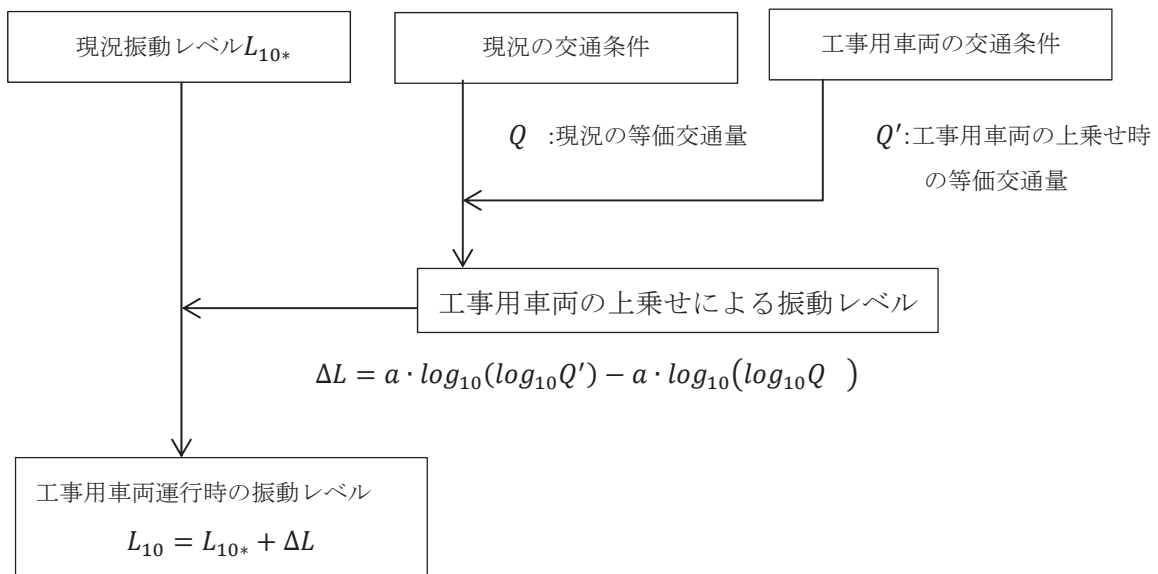 現況振動レベルL₁₀*
現況の交通条件
工事用車両の交通条件
Q :現況の等価交通量
Q′:工事用車両の上乗せ時
の等価交通量
工事用車両の上乗せによる振動レベル
ΔL = a · log₁₀(log₁₀Q′) − a · log₁₀(log₁₀Q )
工事用車両運行時の振動レベル
L₁₀ = L₁₀* + ΔL